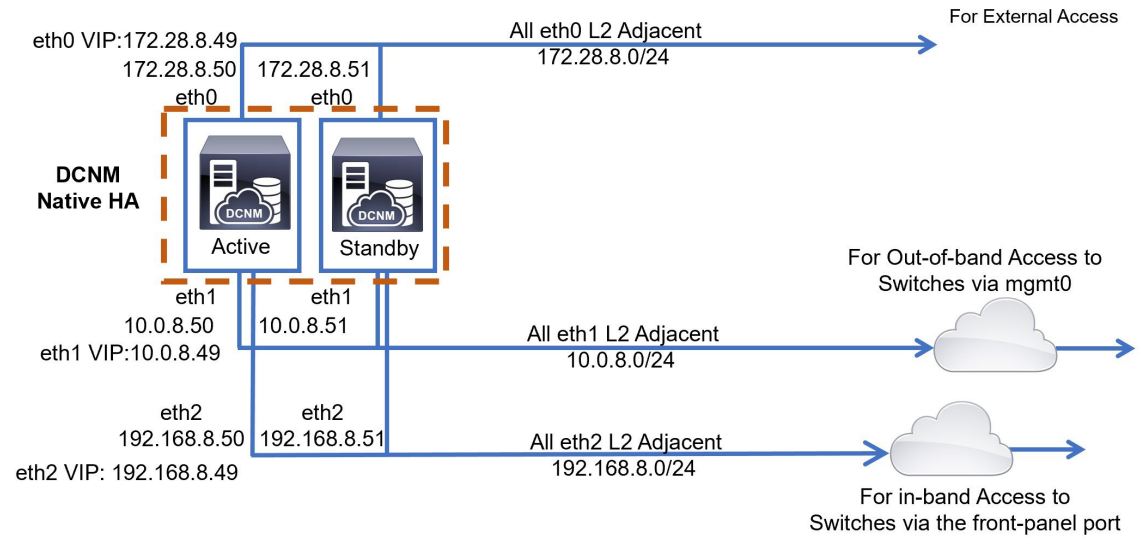 For External Access
eth0 VIP:172.28.8.49
All eth0 L2 Adjacent
172.28.8.0/24
172.28.8.50
172.28.8.51
eth0
eth0
DCNM
Native HA
DCNM
DCNM
Active
Standby
For Out-of-band Access to
Switches via mgmt0
eth1
eth1
10.0.8.50
10.0.8.51
All eth1 L2 Adjacent
eth1 VIP:10.0.8.49
10.0.8.0/24
eth2
eth2
192.168.8.50
192.168.8.51
All eth2 L2 Adjacent
eth2 VIP: 192.168.8.49
192.168.8.0/24
For in-band Access to
Switches via the front-panel port